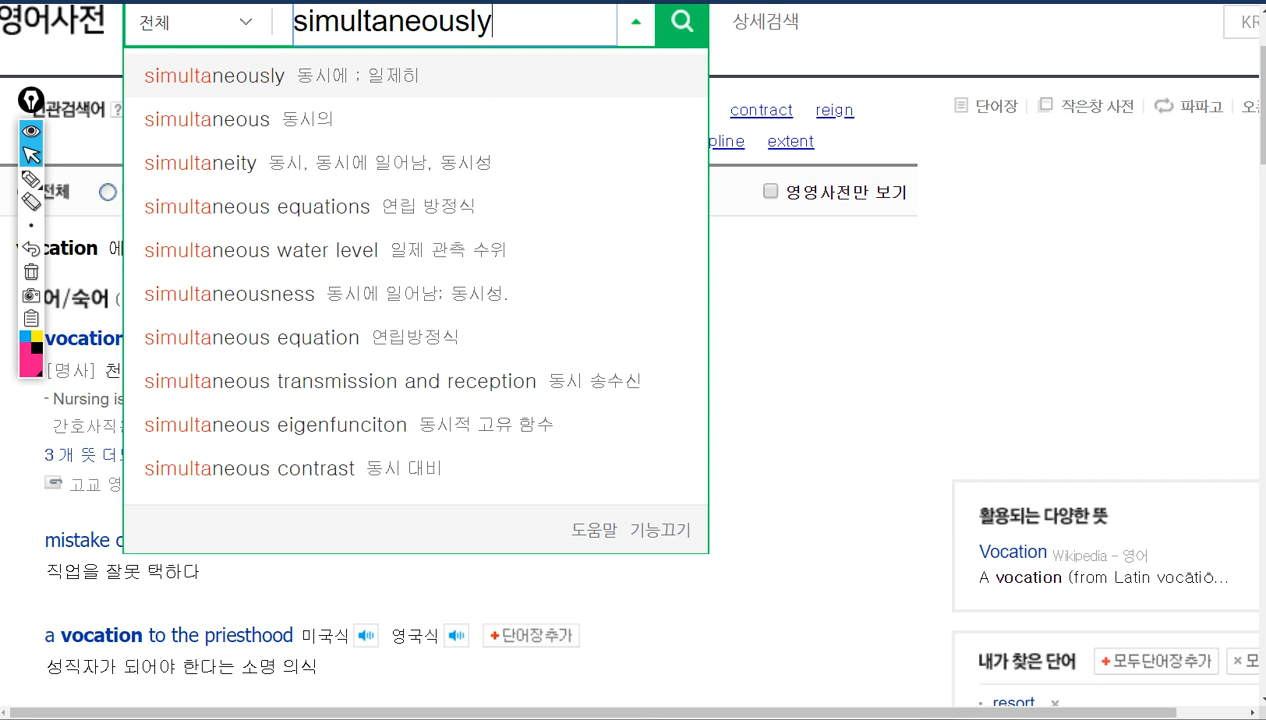 영어사전 전체 simultaneously 상세검색 KR
simultaneously 동시에 ; 일제히
연관검색어 ? contract reign
단어장 작은창 사전 파파고 오
simultaneous 동시의
pline extent
simultaneity 동시, 동시에 일어남, 동시성
전체 영영사전만 보기
simultaneous equations 연립 방정식
vocation 에
simultaneous water level 일제 관측 수위
어/숙어 (
simultaneousness 동시에 일어남; 동시성.
vocation
simultaneous equation 연립방정식
[명사] 천
simultaneous transmission and reception 동시 송수신
- Nursing is
간호사직은
simultaneous eigenfunciton 동시적 고유 함수
3 개 뜻 더보
simultaneous contrast 동시 대비
고교 영
도움말 기능끄기
활용되는 다양한 뜻
Vocation Wikipedia - 영어
A vocation (from Latin vocātiō...
mistake
직업을 잘못 택하다
a vocation to the priesthood 미국식 영국식 +단어장추가
성직자가 되어야 한다는 소명 의식
내가 찾은 단어 +모두단어장추가 × 모
resort ×